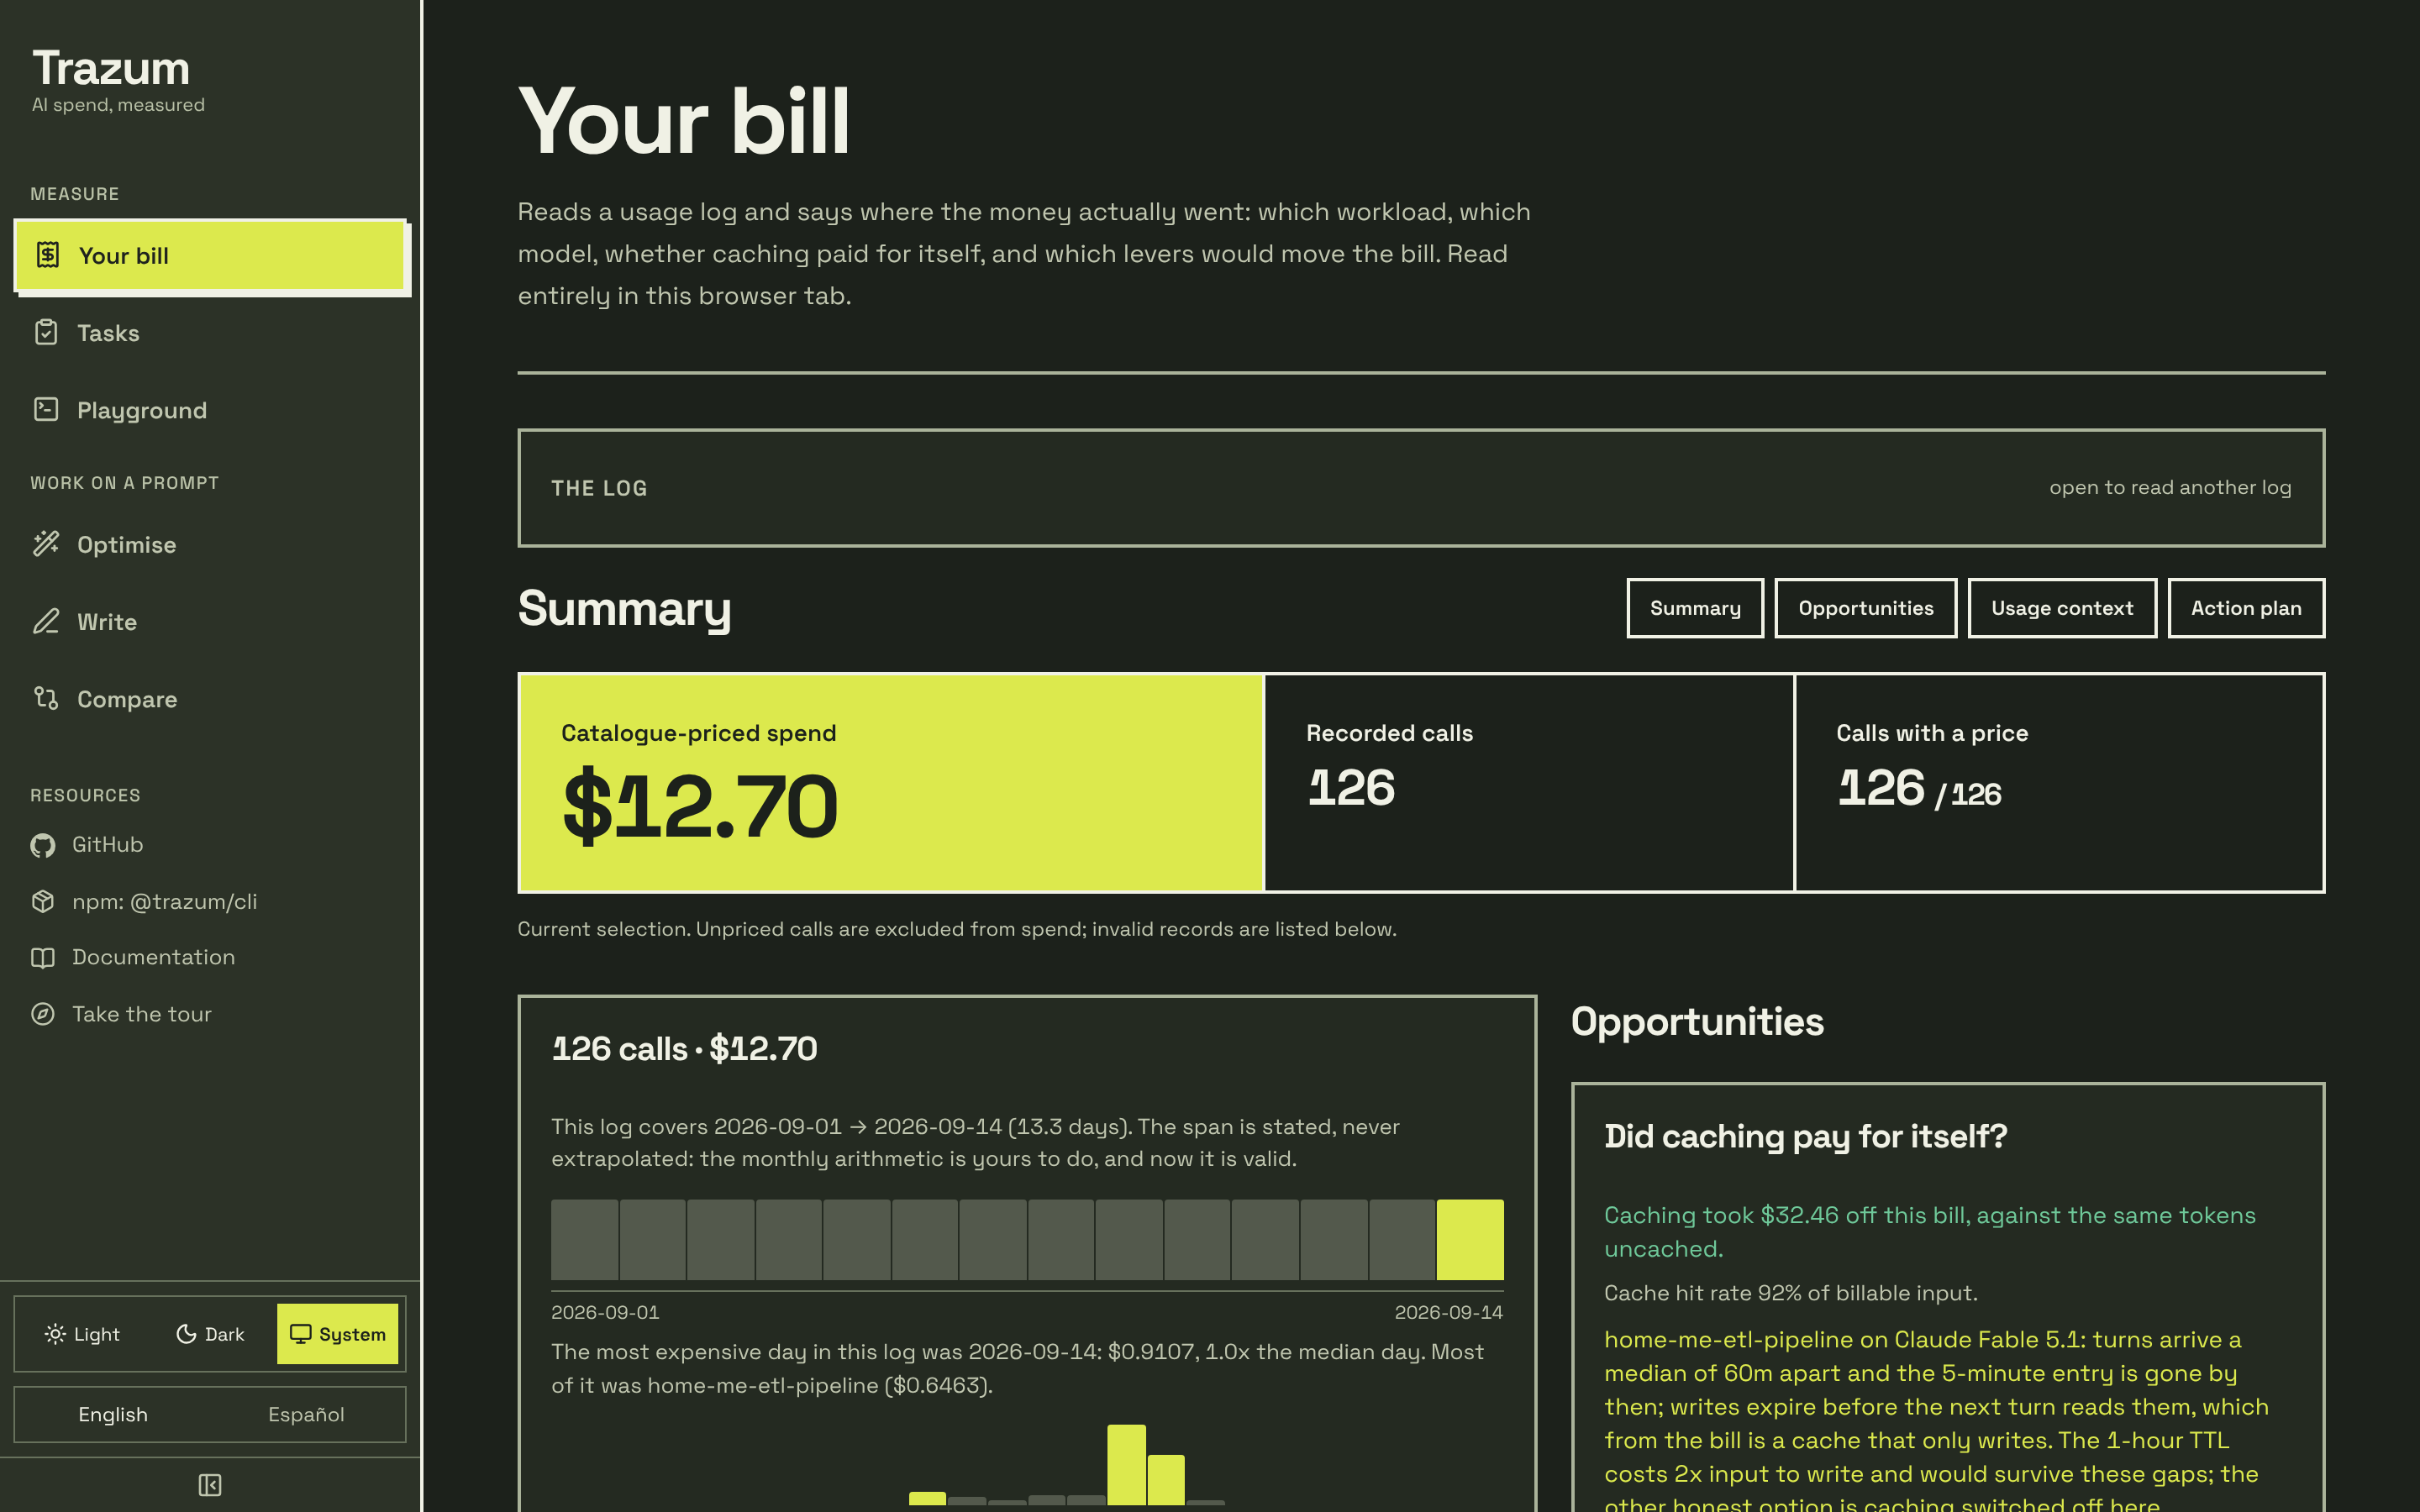 Trazum
AI spend, measured
MEASURE
Your bill
Tasks
Playground
WORK ON A PROMPT
Optimise
Write
Compare
RESOURCES
GitHub
npm: @trazum/cli
Documentation
Take the tour
Light
Dark
System
English
Español
Your bill
Reads a usage log and says where the money actually went: which workload, which
model, whether caching paid for itself, and which levers would move the bill. Read
entirely in this browser tab.
THE LOG
open to read another log
Summary
Summary
Opportunities
Usage context
Action plan
Catalogue-priced spend
$12.70
Recorded calls
126
Calls with a price
126 / 126
Current selection. Unpriced calls are excluded from spend; invalid records are listed below.
126 calls · $12.70
This log covers 2026-09-01 → 2026-09-14 (13.3 days). The span is stated, never
extrapolated: the monthly arithmetic is yours to do, and now it is valid.
2026-09-01
2026-09-14
The most expensive day in this log was 2026-09-14: $0.9107, 1.0x the median day. Most
of it was home-me-etl-pipeline ($0.6463).
Opportunities
Did caching pay for itself?
Caching took $32.46 off this bill, against the same tokens
uncached.
Cache hit rate 92% of billable input.
home-me-etl-pipeline on Claude Fable 5.1: turns arrive a
median of 60m apart and the 5-minute entry is gone by
then; writes expire before the next turn reads them, which
from the bill is a cache that only writes. The 1-hour TTL
costs 2x input to write and would survive these gaps; the
other honest option is caching switched off here.